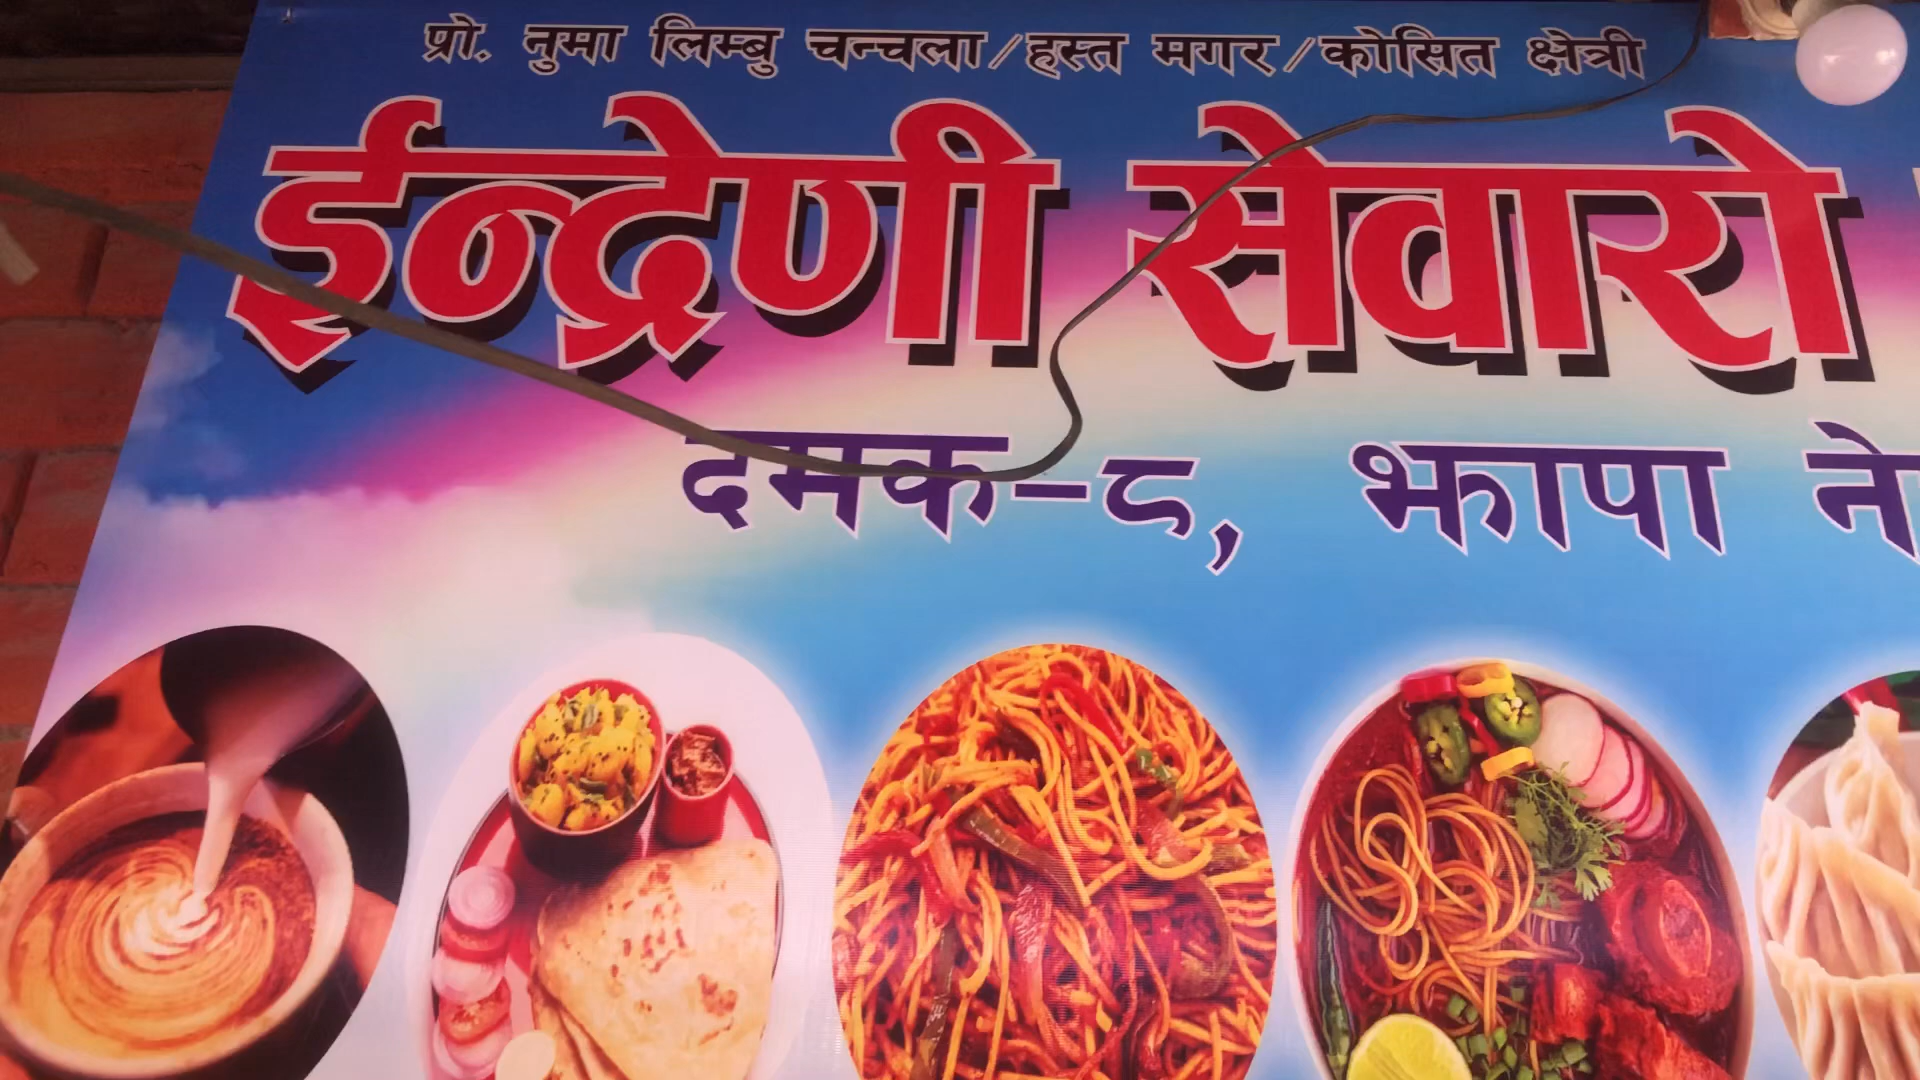 प्रो. नुमा लिम्बु चन्चला/हस्त मगर/कोसित क्षेत्री
ईन्द्रेणी सेवारो
दमक-८, झापा ने